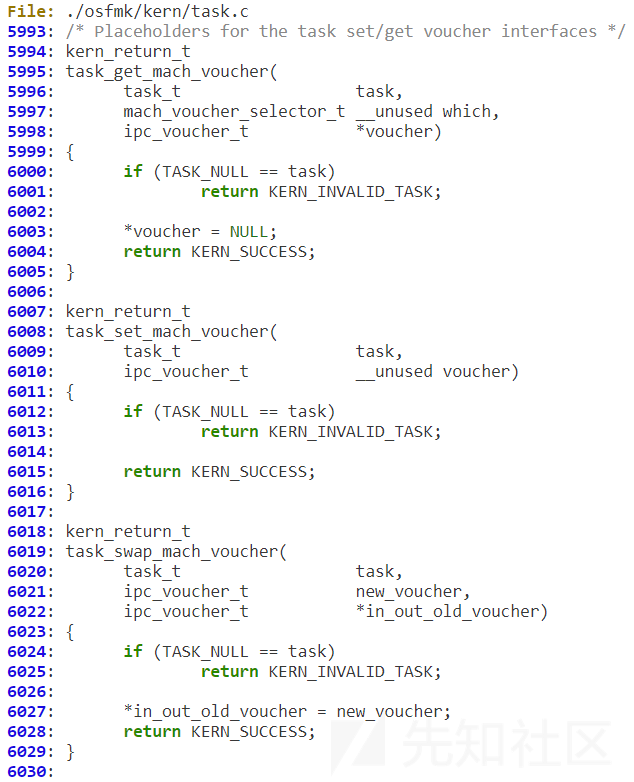 File: ./osfmk/kern/task.c
5993: /* Placeholders for the task set/get voucher interfaces */
5994: kern_return_t
5995: task_get_mach_voucher(
5996:       task_t                  task,
5997:       mach_voucher_selector_t __unused which,
5998:       ipc_voucher_t           *voucher)
5999: {
6000:       if (TASK_NULL == task)
6001:               return KERN_INVALID_TASK;
6002:
6003:       *voucher = NULL;
6004:       return KERN_SUCCESS;
6005: }
6006:
6007: kern_return_t
6008: task_set_mach_voucher(
6009:       task_t                  task,
6010:       ipc_voucher_t           __unused voucher)
6011: {
6012:       if (TASK_NULL == task)
6013:               return KERN_INVALID_TASK;
6014:
6015:       return KERN_SUCCESS;
6016: }
6017:
6018: kern_return_t
6019: task_swap_mach_voucher(
6020:       task_t                  task,
6021:       ipc_voucher_t           new_voucher,
6022:       ipc_voucher_t           *in_out_old_voucher)
6023: {
6024:       if (TASK_NULL == task)
6025:               return KERN_INVALID_TASK;
6026:
6027:       *in_out_old_voucher = new_voucher;
6028:       return KERN_SUCCESS;
6029: }
6030:
先知社区